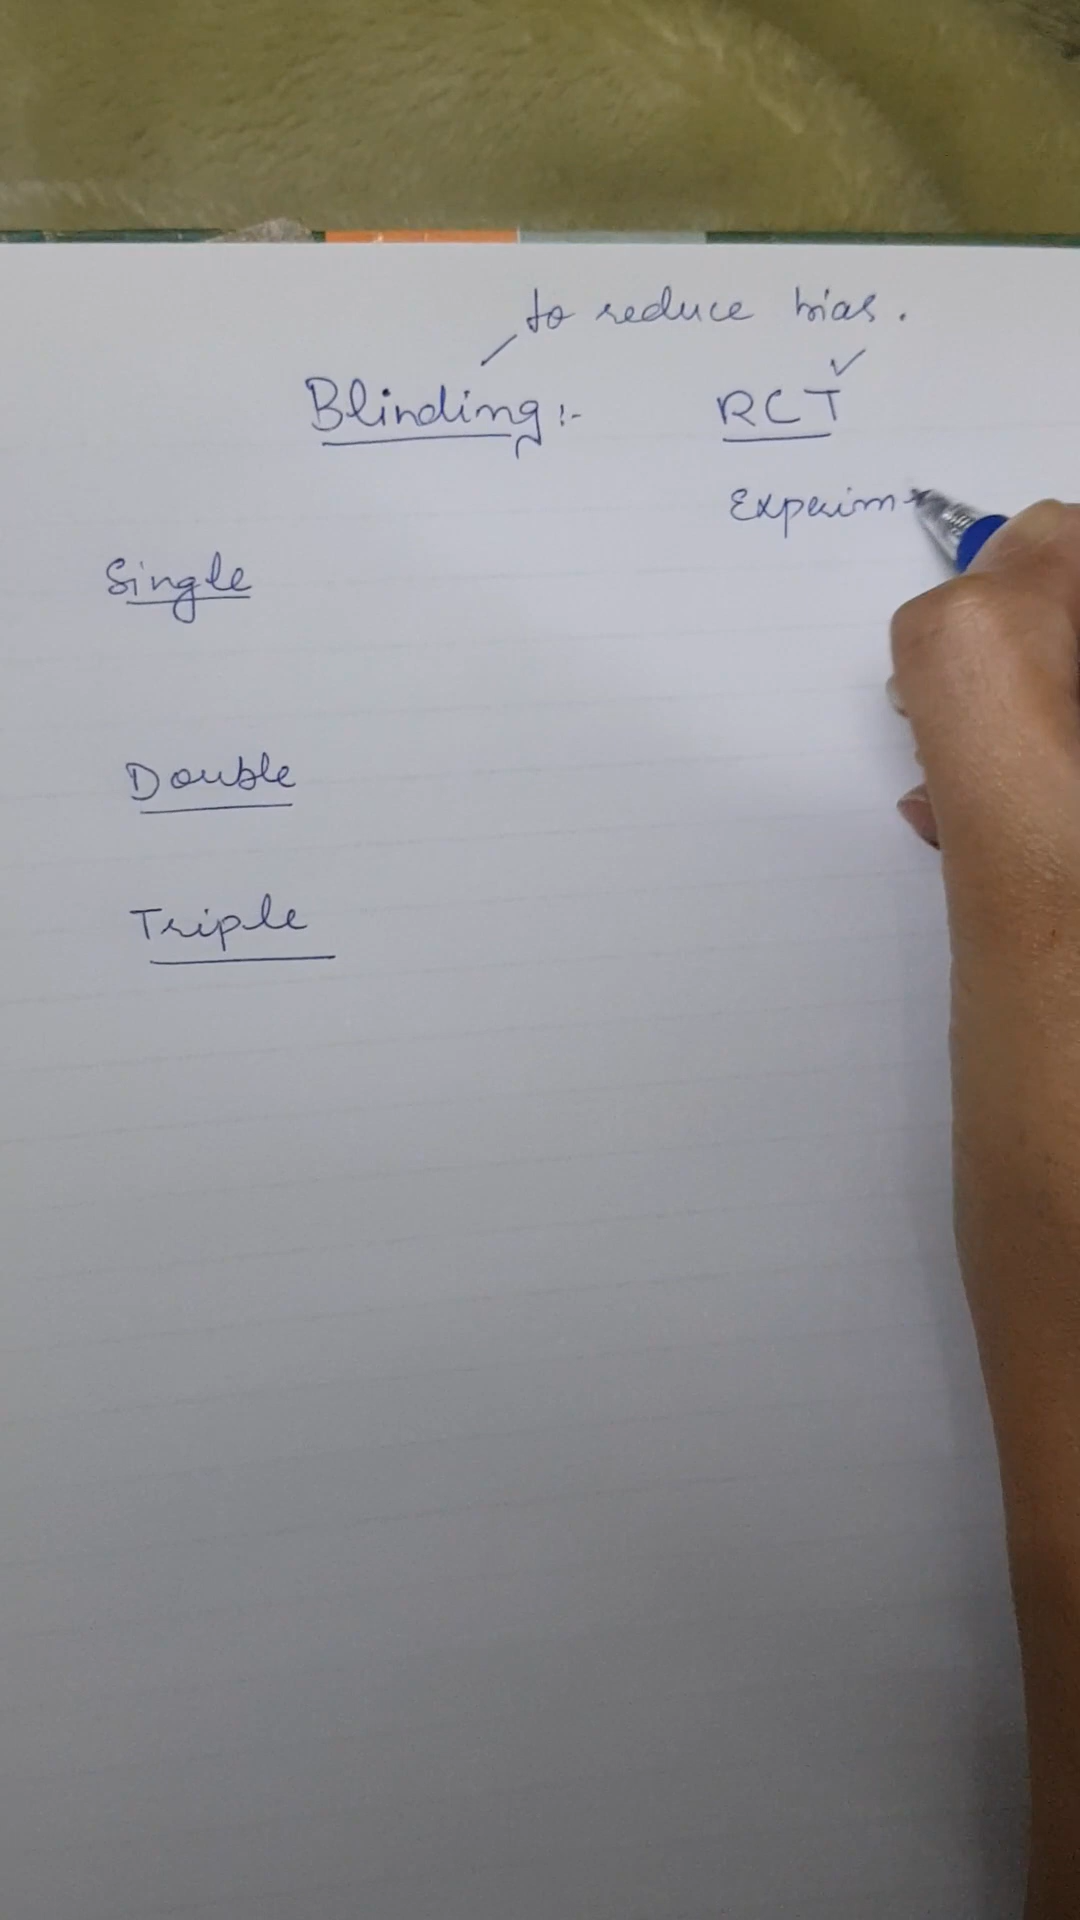 to reduce bias.
Blinding:- RCT
Experim
Single
Double
Triple